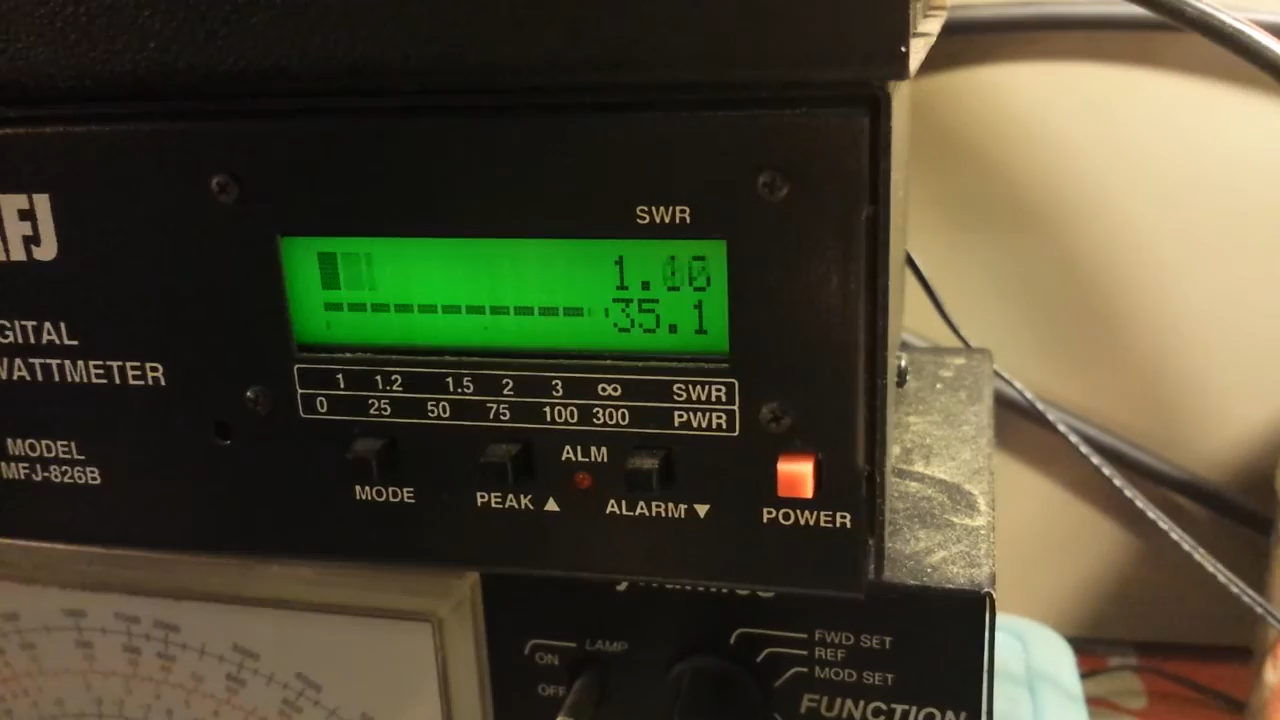 FJ
GITAL
WATTMETER
MODEL
MFJ-826B
SWR
1.00
35.1
1 1.2 1.5 2 3 ∞ SWR
0 25 50 75 100 300 PWR
MODE
PEAK ▲
ALM
ALARM ▼
POWER
LAMP
ON
OFF
FWD SET
REF
MOD SET
FUNCTION